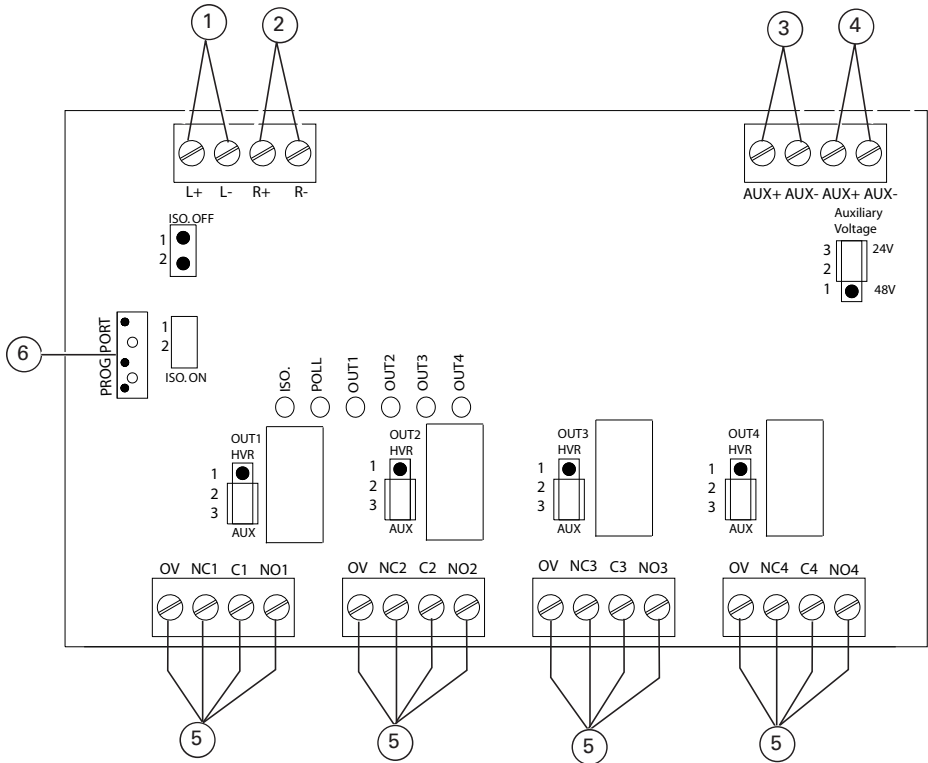 1 2 3 4
L+ L- R+ R-
AUX+ AUX- AUX+ AUX-
ISO. OFF
1
2
Auxiliary
Voltage
3 24V
2
1 48V
6
PROG PORT
1
2
ISO. ON
ISO. POLL OUT1 OUT2 OUT3 OUT4
OUT1
HVR
1
2
3
AUX
OUT2
HVR
1
2
3
AUX
OUT3
HVR
1
2
3
AUX
OUT4
HVR
1
2
3
AUX
OV NC1 C1 NO1
OV NC2 C2 NO2
OV NC3 C3 NO3
OV NC4 C4 NO4
5 5 5 5